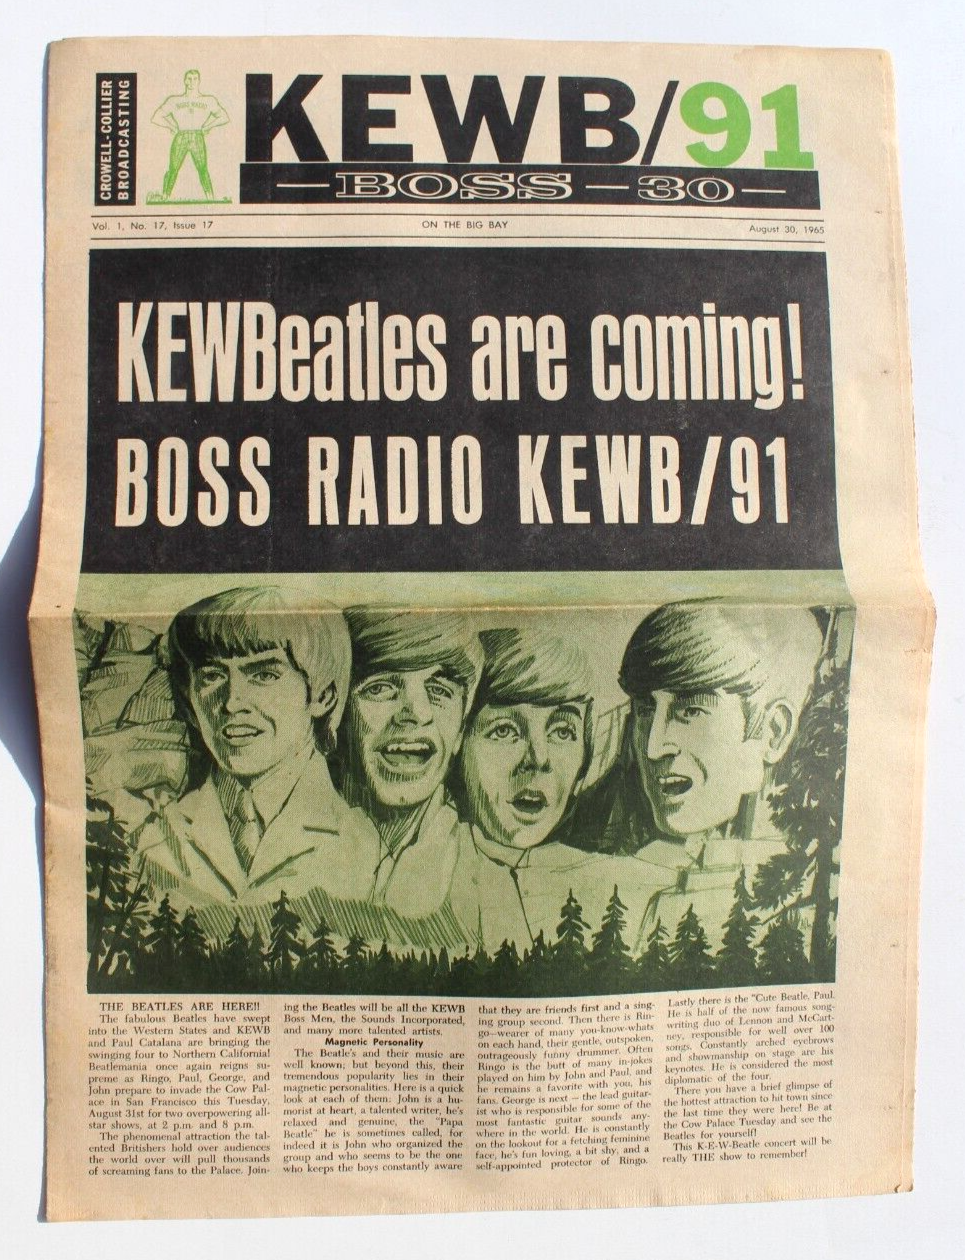 CROWELL-COLLIER
BROADCASTING
BOSS RADIO
KEWB/91
BOSS 30
Vol. 1, No. 17, Issue 17
ON THE BIG BAY
August 30, 1965
KEWBeatles are coming!
BOSS RADIO KEWB/91
THE BEATLES ARE HERE!!
The fabulous Beatles have swept
into the Western States and KEWB
and Paul Catalana are bringing the
swinging four to Northern California!
Beatlemania once again reigns su-
preme as Ringo, Paul, George, and
John prepare to invade the Cow Pal-
ace in San Francisco this Tuesday,
August 31st for two overpowering all-
star shows, at 2 p.m. and 8 p.m.
The phenomenal attraction the tal-
ented Britishers hold over audiences
the world over will pull thousands
of screaming fans to the Palace. Join-
ing the Beatles will be all the KEWB
Boss Men, the Sounds Incorporated,
and many more talented artists.
Magnetic Personality
The Beatle's and their music are
well known; but beyond this, their
tremendous popularity lies in their
magnetic personalities. Here is a quick
look at each of them: John is a hu-
morist at heart, a talented writer, he's
relaxed and genuine, the "Papa
Beatle" he is sometimes called, for
indeed it is John who organized the
group and who seems to be the one
who keeps the boys constantly aware
that they are friends first and a sing-
ing group second. Then there is Rin-
go—wearer of many you-know-whats
on each hand, their gentle, outspoken,
outrageously funny drummer. Often
Ringo is the butt of many in-jokes
played on him by John and Paul, and
he remains a favorite with you, his
fans. George is next — the lead guitar-
ist who is responsible for some of the
most fantastic guitar sounds any-
where in the world. He is constantly
on the lookout for a fetching feminine
face, he's fun loving, a bit shy, and a
self-appointed protector of Ringo.
Lastly there is the "Cute Beatle, Paul.
He is half of the now famous song-
writing duo of Lennon and McCart-
ney, responsible for well over 100
songs. Constantly arched eyebrows
and showmanship on stage are his
keynotes. He is considered the most
diplomatic of the four.
There you have a brief glimpse of
the hottest attraction to hit town since
the last time they were here! Be at
the Cow Palace Tuesday and see the
Beatles for yourself!
This K-E-W-Beatle concert will be
really THE show to remember!